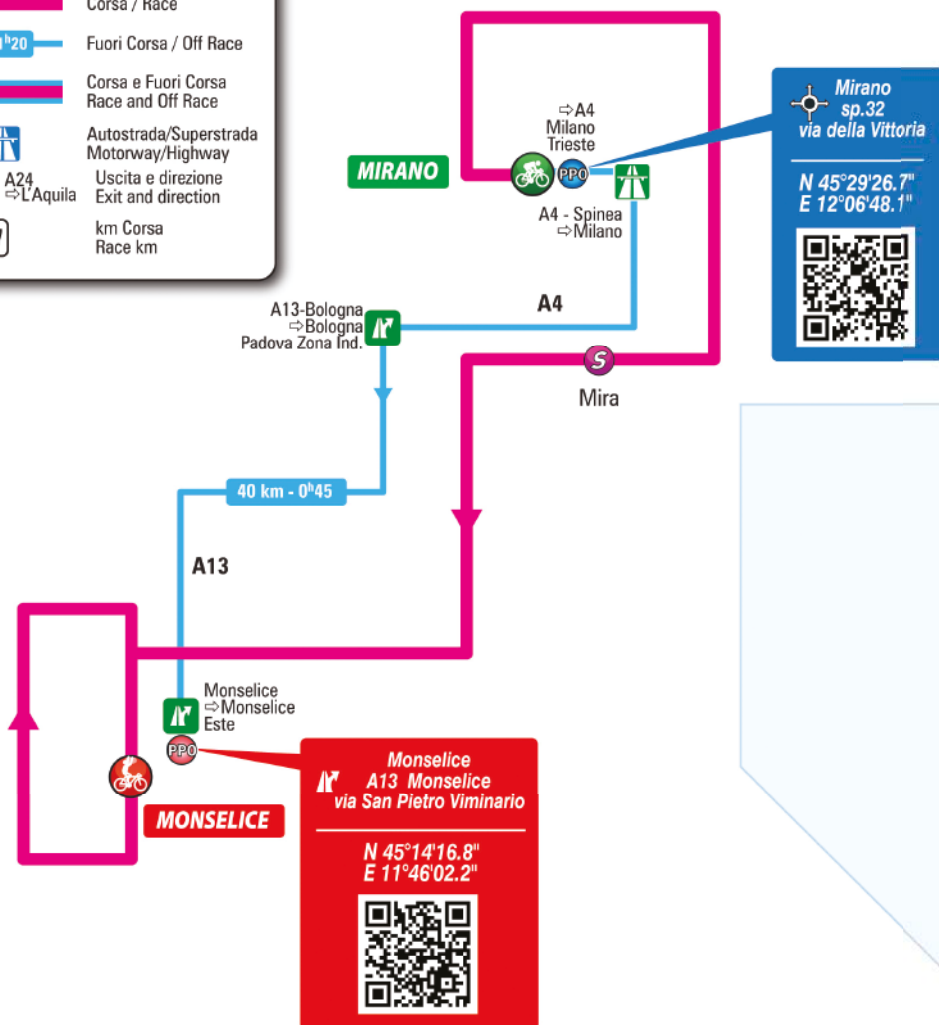 Corsa / Race
1ʰ20
Fuori Corsa / Off Race
Corsa e Fuori Corsa
Race and Off Race
Autostrada/Superstrada
Motorway/Highway
A24
⇨L'Aquila
Uscita e direzione
Exit and direction
km Corsa
Race km
⇨A4
Milano
Trieste
MIRANO
PPO
A4 - Spinea
⇨Milano
Mirano
sp.32
via della Vittoria
N 45°29'26.7"
E 12°06'48.1"
A13-Bologna
⇨Bologna
Padova Zona Ind.
A4
S
Mira
40 km - 0ʰ45
A13
Monselice
⇨Monselice
Este
PPO
MONSELICE
Monselice
A13 Monselice
via San Pietro Viminario
N 45°14'16.8"
E 11°46'02.2"